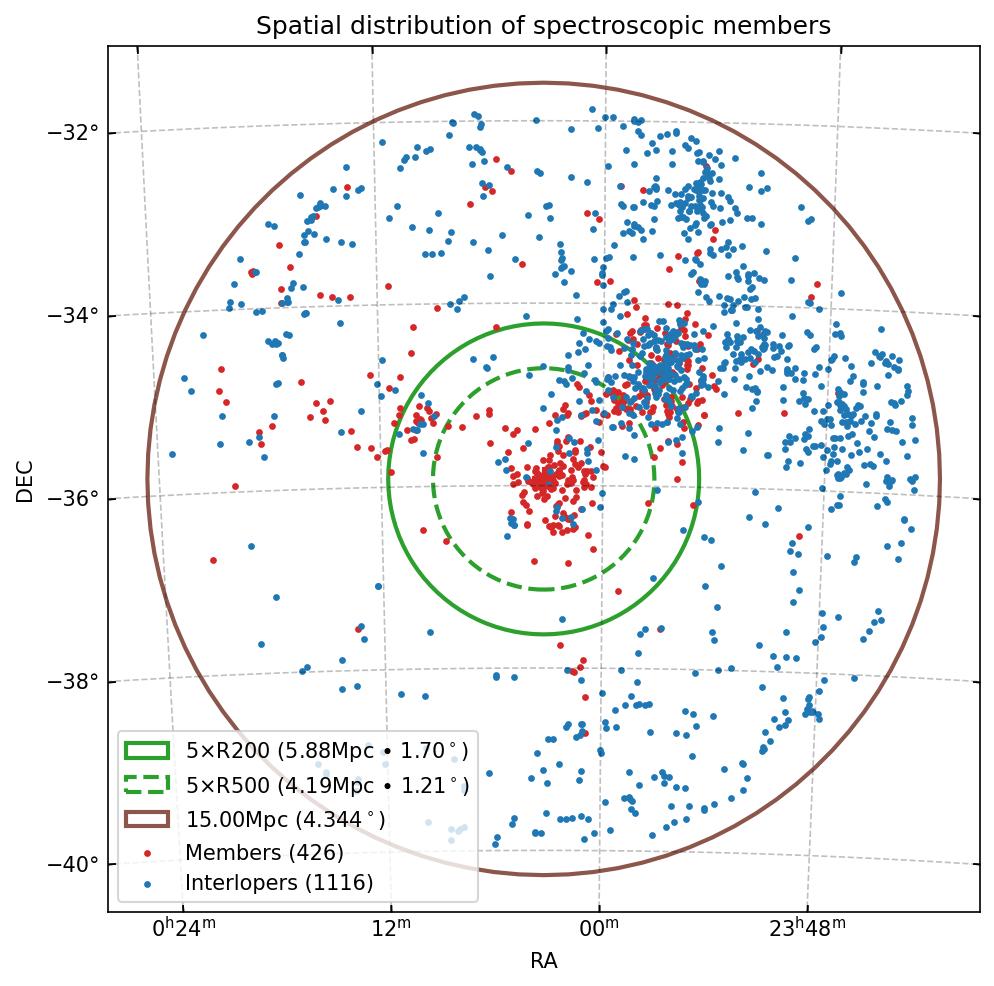 Spatial distribution of spectroscopic members
−32°
−34°
−36°
−38°
−40°
DEC
5×R200 (5.88Mpc • 1.70°)
5×R500 (4.19Mpc • 1.21°)
15.00Mpc (4.344°)
Members (426)
Interlopers (1116)
0ʰ24ᵐ 12ᵐ 00ᵐ 23ʰ48ᵐ
RA